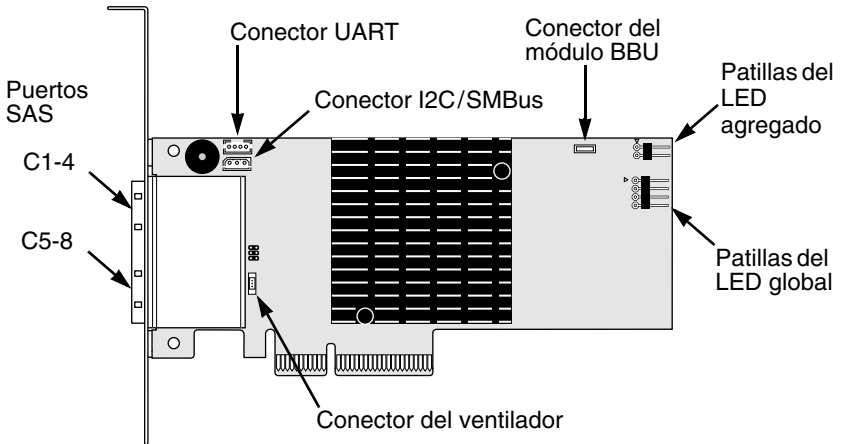 Conector UART
Conector del
módulo BBU
Patillas del
LED
agregado
Puertos
SAS
Conector I2C/SMBus
C1-4
C5-8
Patillas del
LED global
Conector del ventilador